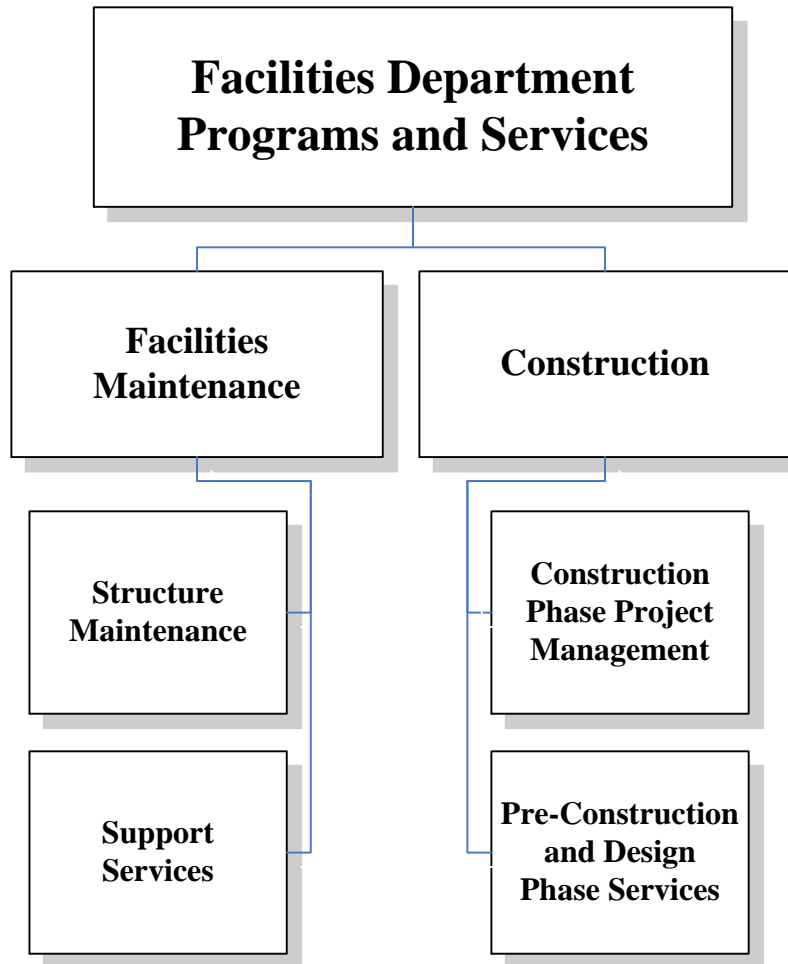 Facilities Department
Programs and Services
Facilities
Maintenance
Construction
Structure
Maintenance
Construction
Phase Project
Management
Support
Services
Pre-Construction
and Design
Phase Services